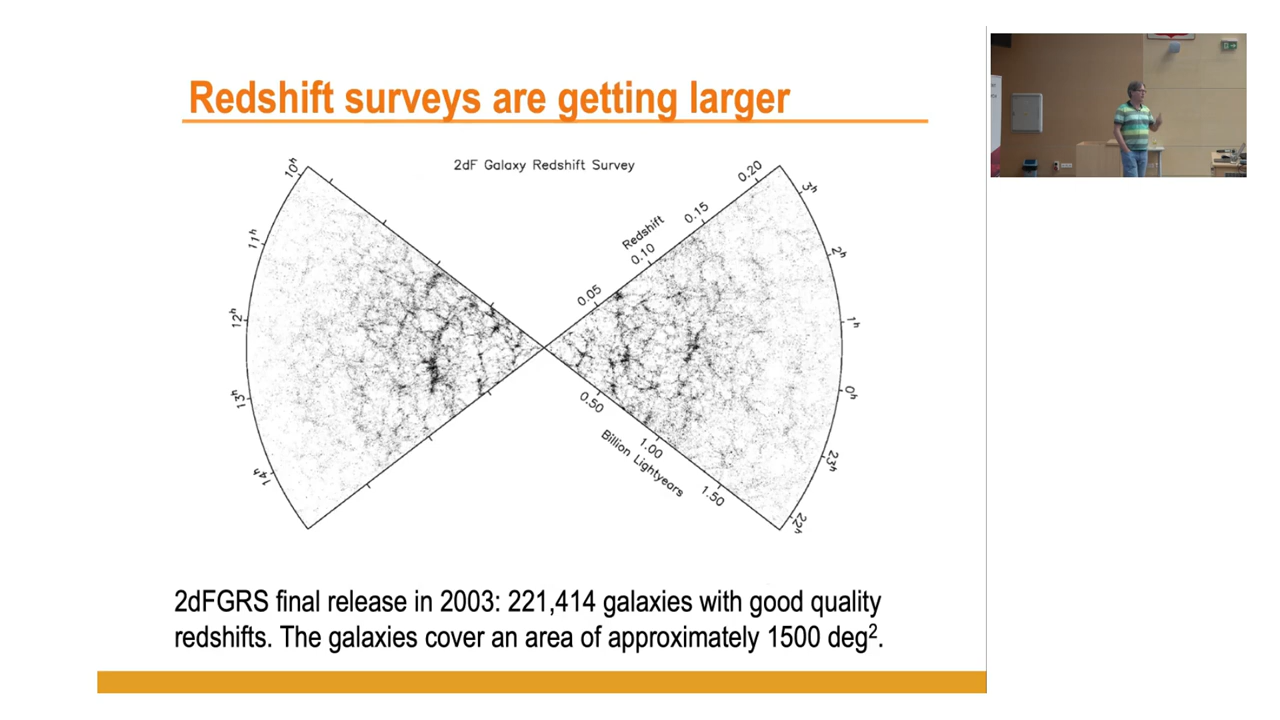 Redshift surveys are getting larger
2dF Galaxy Redshift Survey
10h
11h
12h
13h
14h
Redshift
0.05
0.10
0.15
0.20
3h
2h
1h
0h
23h
22h
0.50
1.00
1.50
Billion Lightyears
2dFGRS final release in 2003: 221,414 galaxies with good quality
redshifts. The galaxies cover an area of approximately 1500 deg².